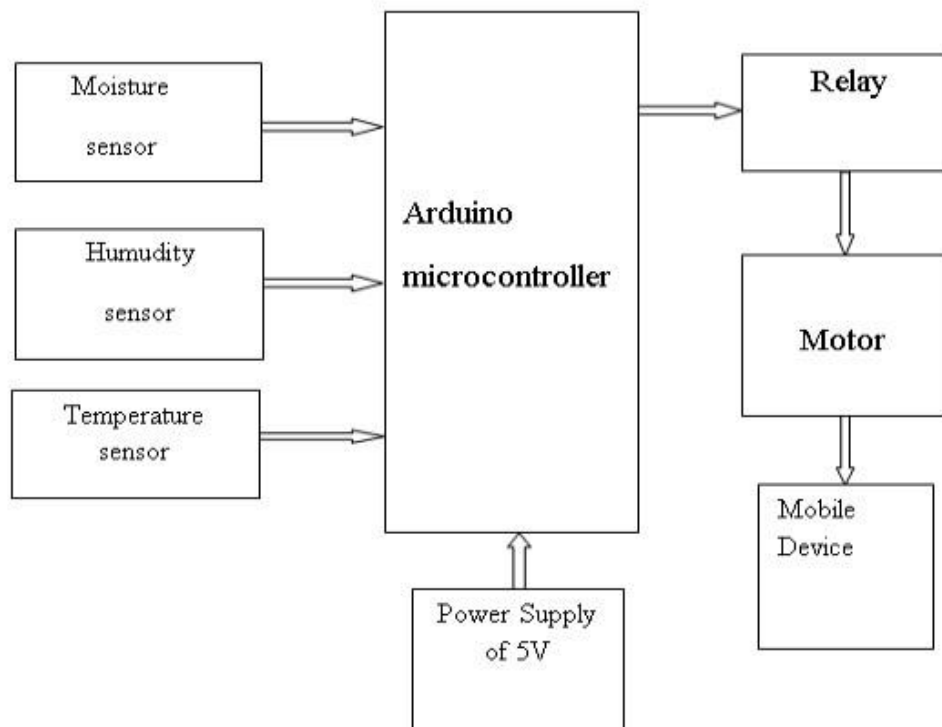 Moisture
sensor
Humudity
sensor
Temperature
sensor
Arduino
microcontroller
Power Supply
of 5V
Relay
Motor
Mobile
Device